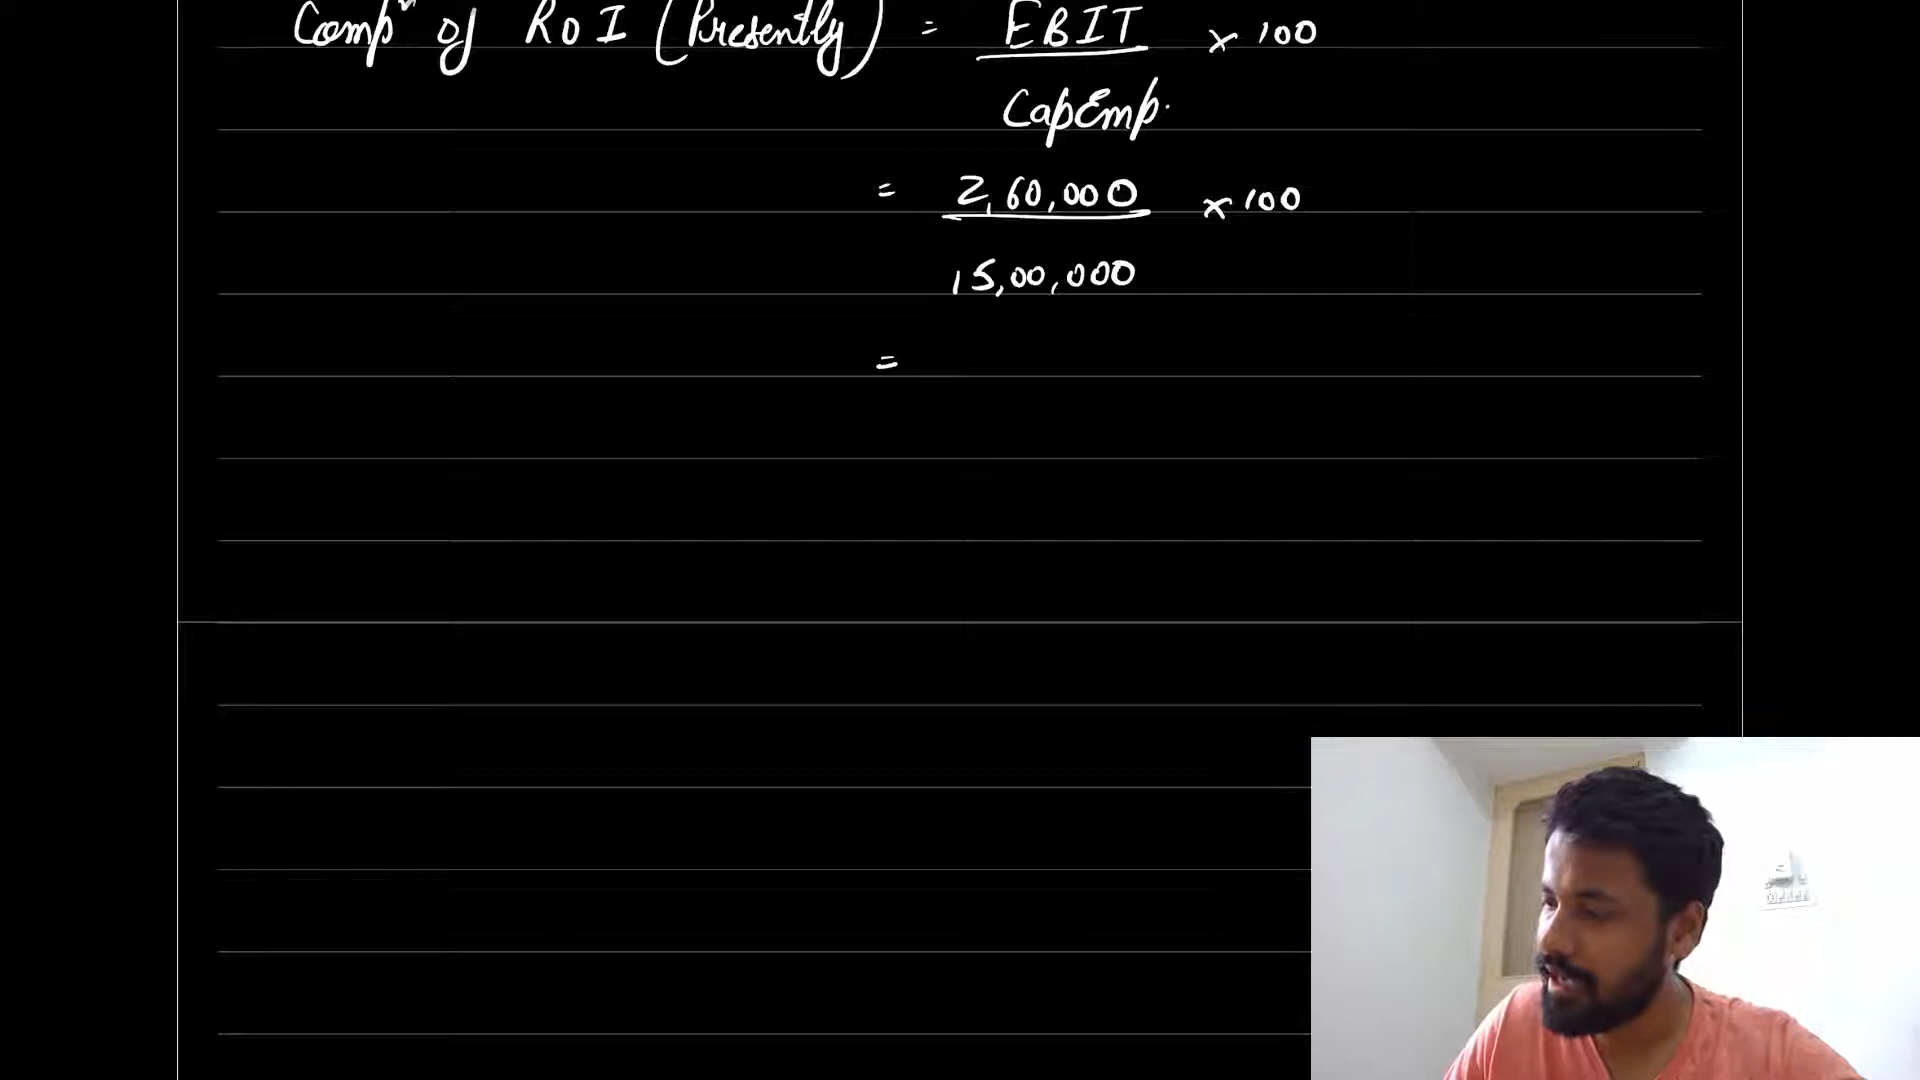 Compⁿ of ROI (Presently) = EBIT × 100
CapEmp.
= 2,60,000 × 100
15,00,000
=